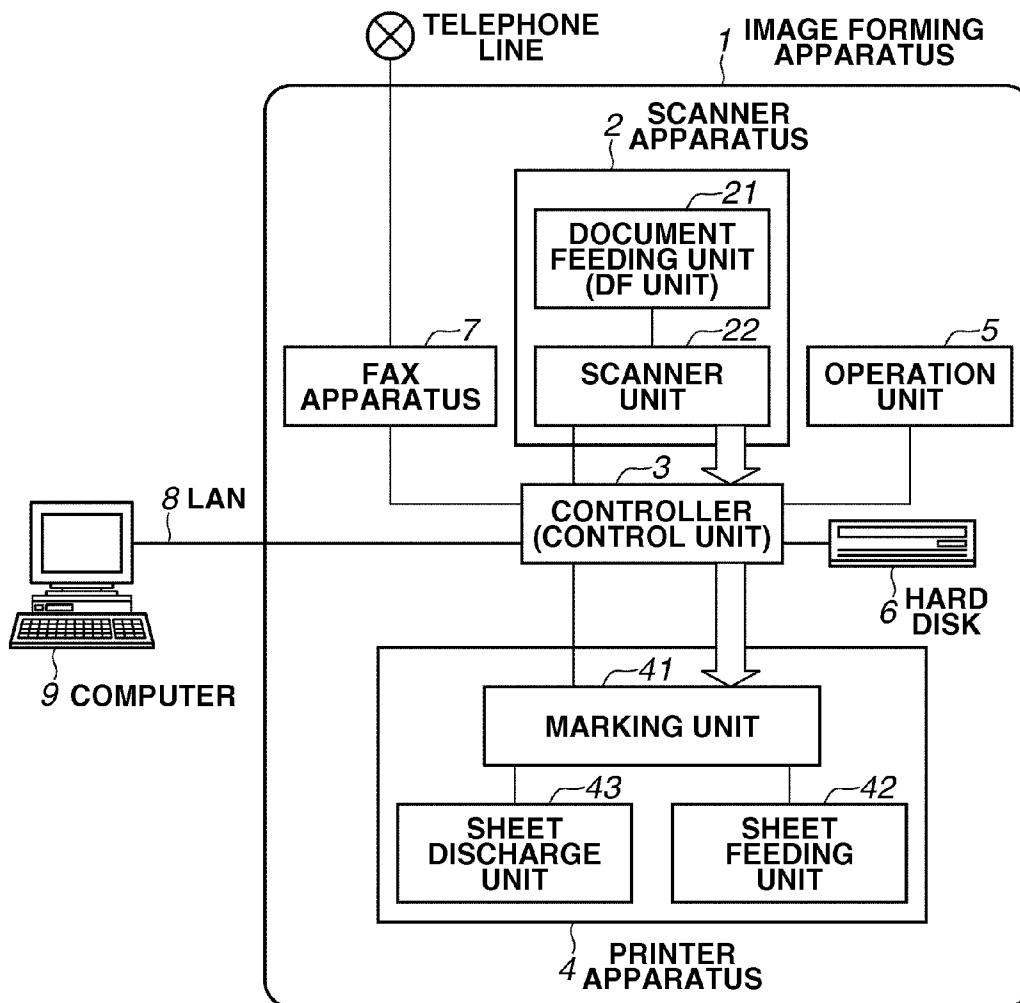 TELEPHONE
LINE
1 IMAGE FORMING
APPARATUS
2 SCANNER
APPARATUS
21
DOCUMENT
FEEDING UNIT
(DF UNIT)
7
FAX
APPARATUS
22
SCANNER
UNIT
5
OPERATION
UNIT
8 LAN
3
CONTROLLER
(CONTROL UNIT)
6 HARD
DISK
9 COMPUTER
41
MARKING UNIT
43
SHEET
DISCHARGE
UNIT
42
SHEET
FEEDING
UNIT
4 PRINTER
APPARATUS